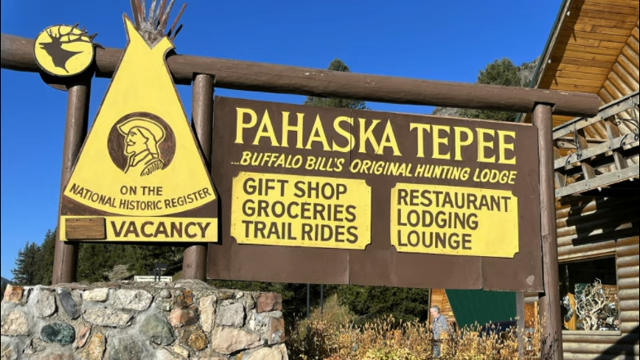 ON THE
NATIONAL HISTORIC REGISTER
VACANCY
PAHASKA TEPEE
...BUFFALO BILL'S ORIGINAL HUNTING LODGE
GIFT SHOP
GROCERIES
TRAIL RIDES
RESTAURANT
LODGING
LOUNGE